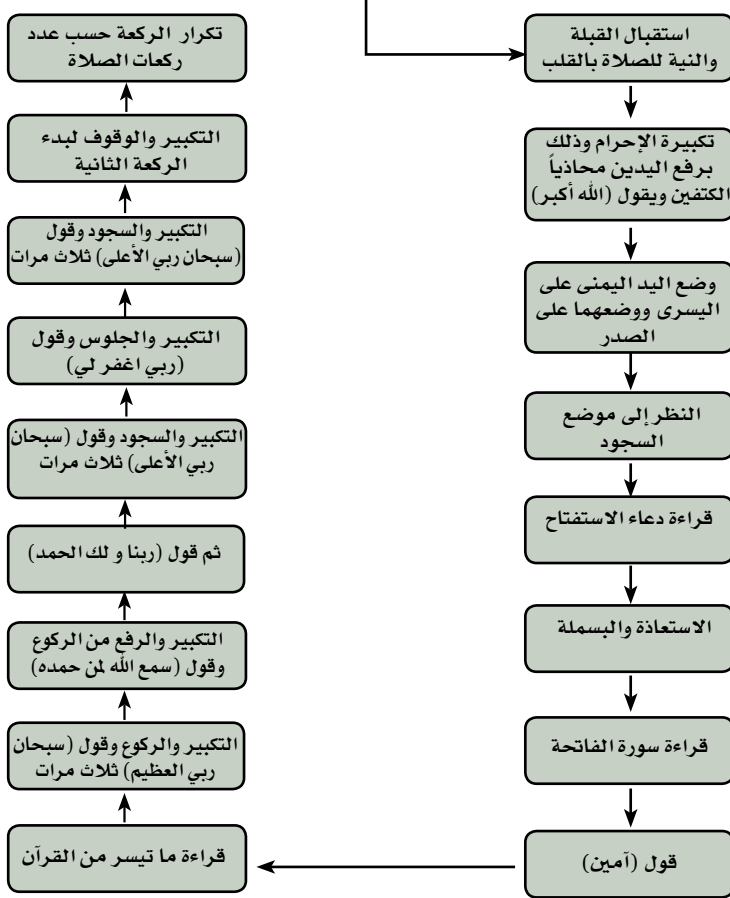 استقبال القبلة
والنية للصلاة بالقلب
تكبيرة الإحرام وذلك
برفع اليدين محاذياً
الكتفين ويقول (الله أكبر)
وضع اليد اليمنى على
اليسرى ووضعهما على
الصدر
النظر إلى موضع
السجود
قراءة دعاء الاستفتاح
الاستعاذة والبسملة
قراءة سورة الفاتحة
قول (آمين)
قراءة ما تيسر من القرآن
التكبير والركوع وقول (سبحان
ربي العظيم) ثلاث مرات
التكبير والرفع من الركوع
وقول (سمع الله لمن حمده)
ثم قول (ربنا و لك الحمد)
التكبير والسجود وقول (سبحان
ربي الأعلى) ثلاث مرات
التكبير والجلوس وقول
(ربي اغفر لي)
التكبير والسجود وقول
(سبحان ربي الأعلى) ثلاث مرات
التكبير والوقوف لبدء
الركعة الثانية
تكرار الركعة حسب عدد
ركعات الصلاة